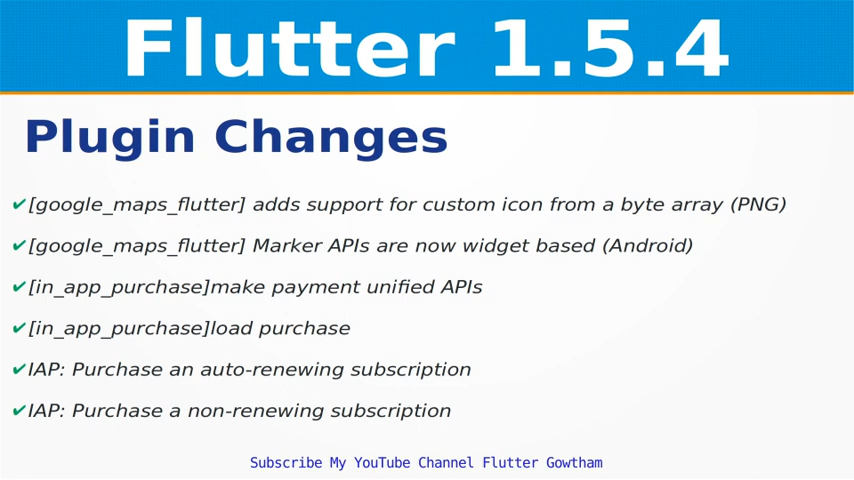 Flutter 1.5.4
Plugin Changes
✔[google_maps_flutter] adds support for custom icon from a byte array (PNG)
✔[google_maps_flutter] Marker APIs are now widget based (Android)
✔[in_app_purchase]make payment unified APIs
✔[in_app_purchase]load purchase
✔IAP: Purchase an auto-renewing subscription
✔IAP: Purchase a non-renewing subscription
Subscribe My YouTube Channel Flutter Gowtham